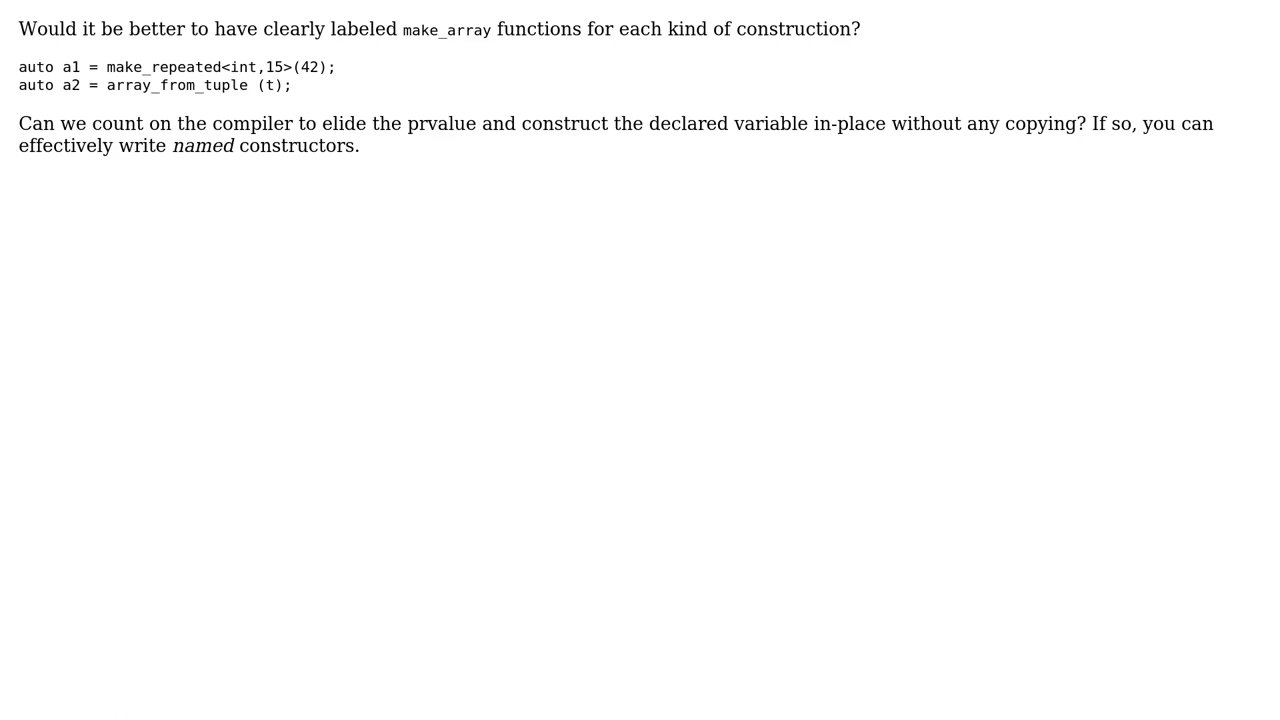 Would it be better to have clearly labeled make_array functions for each kind of construction?
auto a1 = make_repeated<int,15>(42);
auto a2 = array_from_tuple (t);
Can we count on the compiler to elide the prvalue and construct the declared variable in-place without any copying? If so, you can
effectively write named constructors.